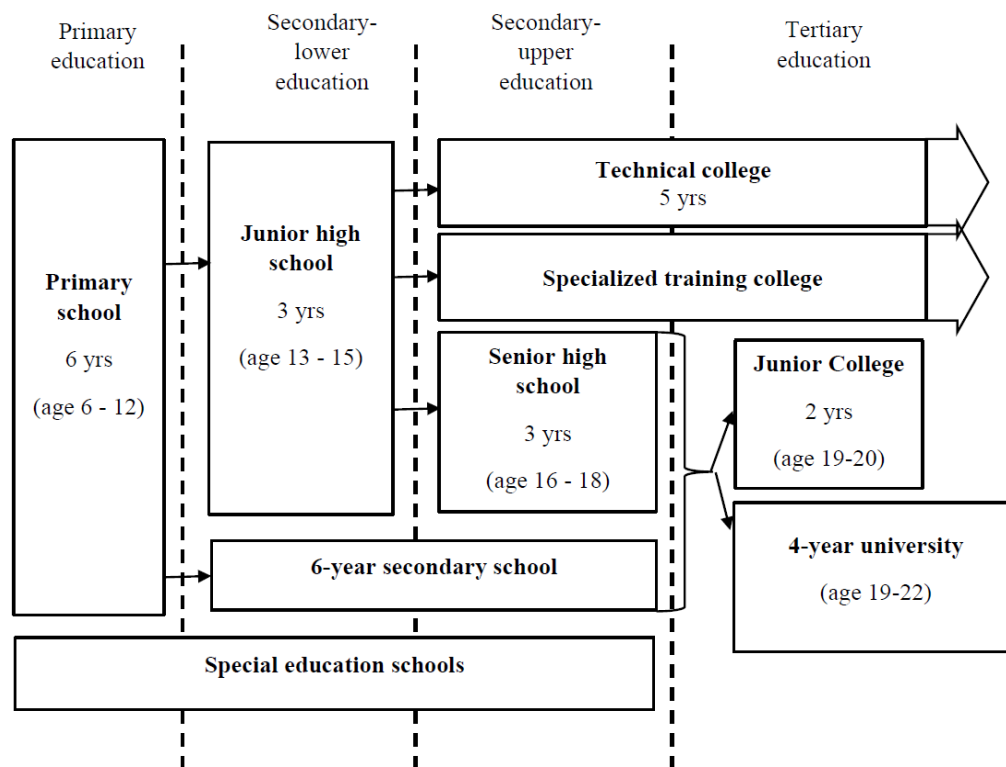 Primary
education
Secondary-
lower
education
Secondary-
upper
education
Tertiary
education
Primary
school
6 yrs
(age 6 - 12)
Junior high
school
3 yrs
(age 13 - 15)
Technical college
5 yrs
Specialized training college
Senior high
school
3 yrs
(age 16 - 18)
Junior College
2 yrs
(age 19-20)
6-year secondary school
4-year university
(age 19-22)
Special education schools